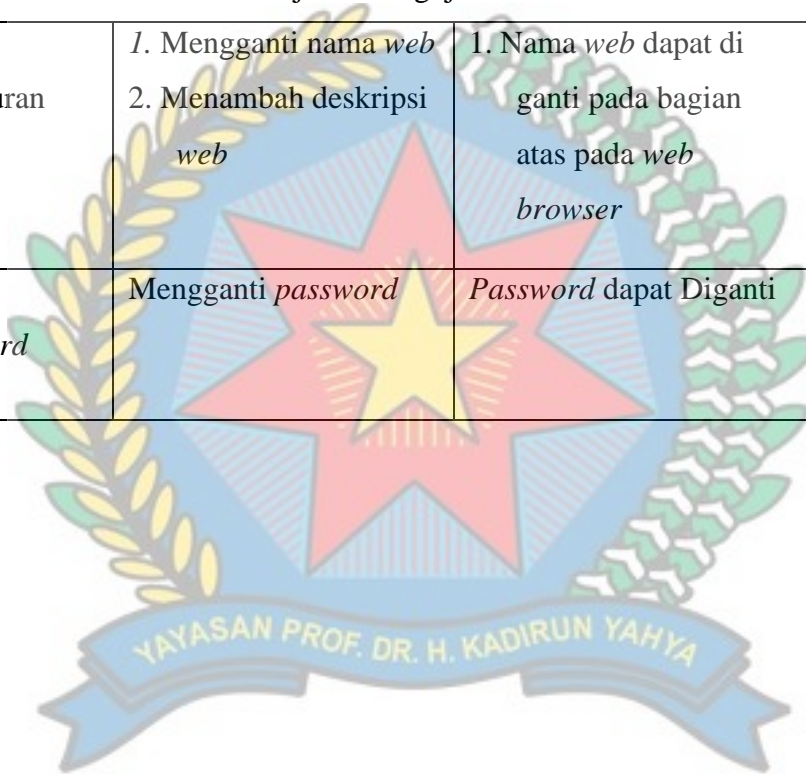 1. Mengganti nama web
1. Nama web dapat di
uran
2. Menambah deskripsi
ganti pada bagian
web
atas pada web
browser
Mengganti password
Password dapat Diganti
rd
YAYASAN PROF. DR. H. KADIRUN YAHYA